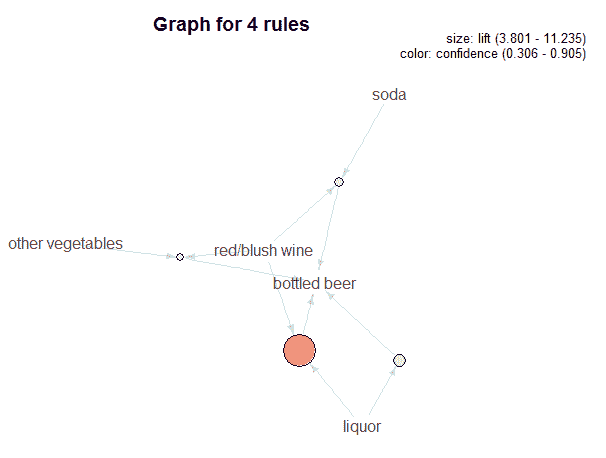 Graph for 4 rules
size: lift (3.801 - 11.235)
color: confidence (0.306 - 0.905)
soda
other vegetables
red/blush wine
bottled beer
liquor